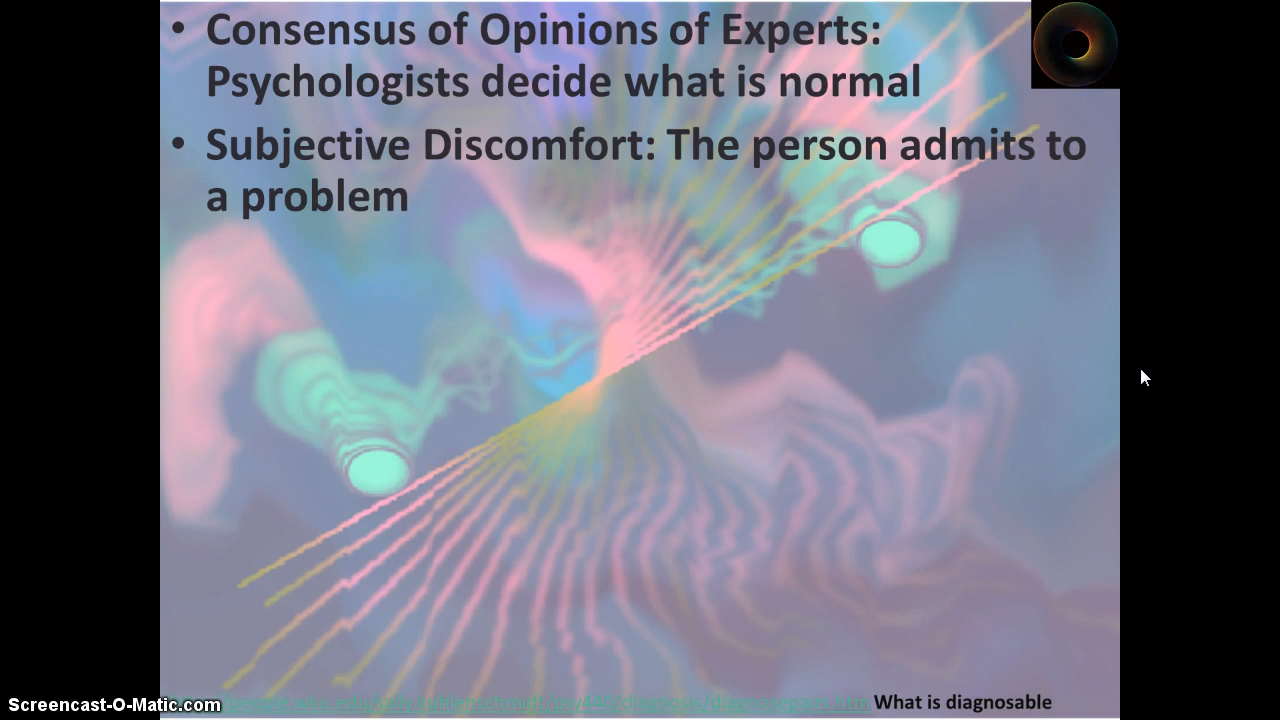 • Consensus of Opinions of Experts:
Psychologists decide what is normal
• Subjective Discomfort: The person admits to
a problem
Screencast-O-Matic.com What is diagnosable